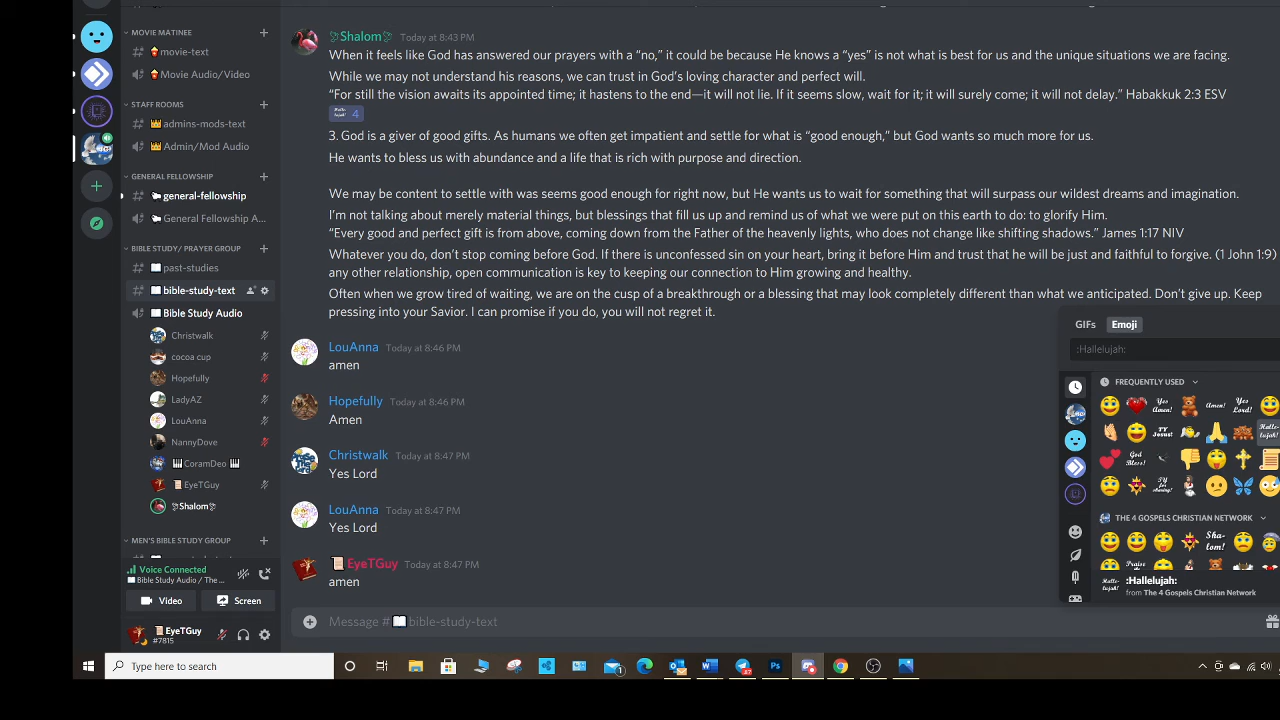 MOVIE MATINEE
movie-text
Movie Audio/Video
STAFF ROOMS
admins-mods-text
Admin/Mod Audio
GENERAL FELLOWSHIP
general-fellowship
General Fellowship A...
BIBLE STUDY/ PRAYER GROUP
past-studies
bible-study-text
Bible Study Audio
Christwalk
cocoa cup
Hopefully
LadyAZ
LouAnna
NannyDove
CoramDeo
EyeTGuy
Shalom
MEN'S BIBLE STUDY GROUP
Voice Connected
Bible Study Audio / The ...
Video
Screen
EyeTGuy
#7815
Shalom Today at 8:43 PM
When it feels like God has answered our prayers with a “no,” it could be because He knows a “yes” is not what is best for us and the unique situations we are facing.
While we may not understand his reasons, we can trust in God’s loving character and perfect will.
“For still the vision awaits its appointed time; it hastens to the end—it will not lie. If it seems slow, wait for it; it will surely come; it will not delay.” Habakkuk 2:3 ESV
4
3. God is a giver of good gifts. As humans we often get impatient and settle for what is “good enough,” but God wants so much more for us.
He wants to bless us with abundance and a life that is rich with purpose and direction.
We may be content to settle with was seems good enough for right now, but He wants us to wait for something that will surpass our wildest dreams and imagination.
I’m not talking about merely material things, but blessings that fill us up and remind us of what we were put on this earth to do: to glorify Him.
“Every good and perfect gift is from above, coming down from the Father of the heavenly lights, who does not change like shifting shadows.” James 1:17 NIV
Whatever you do, don’t stop coming before God. If there is unconfessed sin on your heart, bring it before Him and trust that he will be just and faithful to forgive. (1 John 1:9)
any other relationship, open communication is key to keeping our connection to Him growing and healthy.
Often when we grow tired of waiting, we are on the cusp of a breakthrough or a blessing that may look completely different than what we anticipated. Don’t give up. Keep
pressing into your Savior. I can promise if you do, you will not regret it.
LouAnna Today at 8:46 PM
amen
Hopefully Today at 8:46 PM
Amen
Christwalk Today at 8:47 PM
Yes Lord
LouAnna Today at 8:47 PM
Yes Lord
EyeTGuy Today at 8:47 PM
amen
Message # bible-study-text
GIFs Emoji
:Hallelujah:
FREQUENTLY USED
Yes Amen! Amen! Yes Lord!
TY Jesus! Hallelujah!
God Bless!
THE 4 GOSPELS CHRISTIAN NETWORK
Shalom!
Praise
:Hallelujah:
from The 4 Gospels Christian Network
Type here to search
1
37